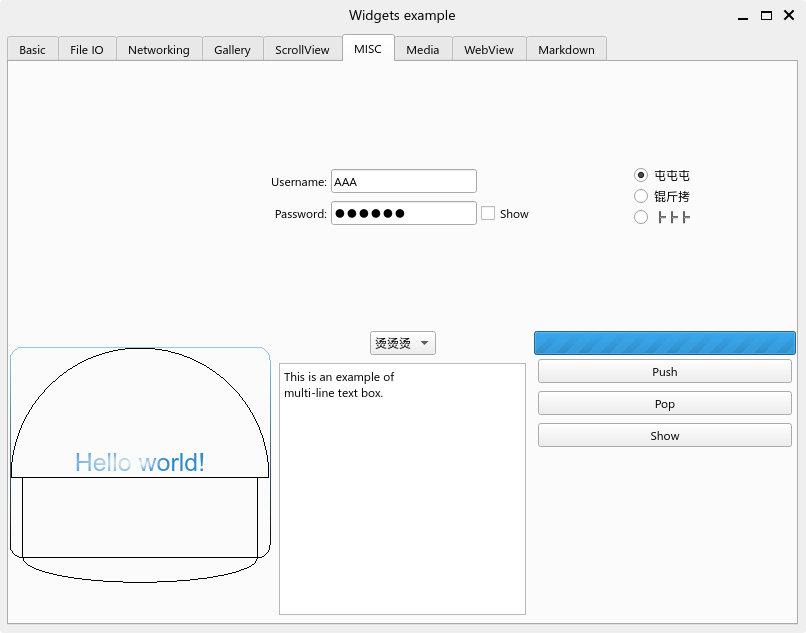 Widgets example
Basic File IO Networking Gallery ScrollView MISC Media WebView Markdown
Username: AAA
Password: ●●●●●● Show
屯屯屯
锟斤拷
⺊⺊⺊
烫烫烫
This is an example of
multi-line text box.
Push
Pop
Show
Hello world!